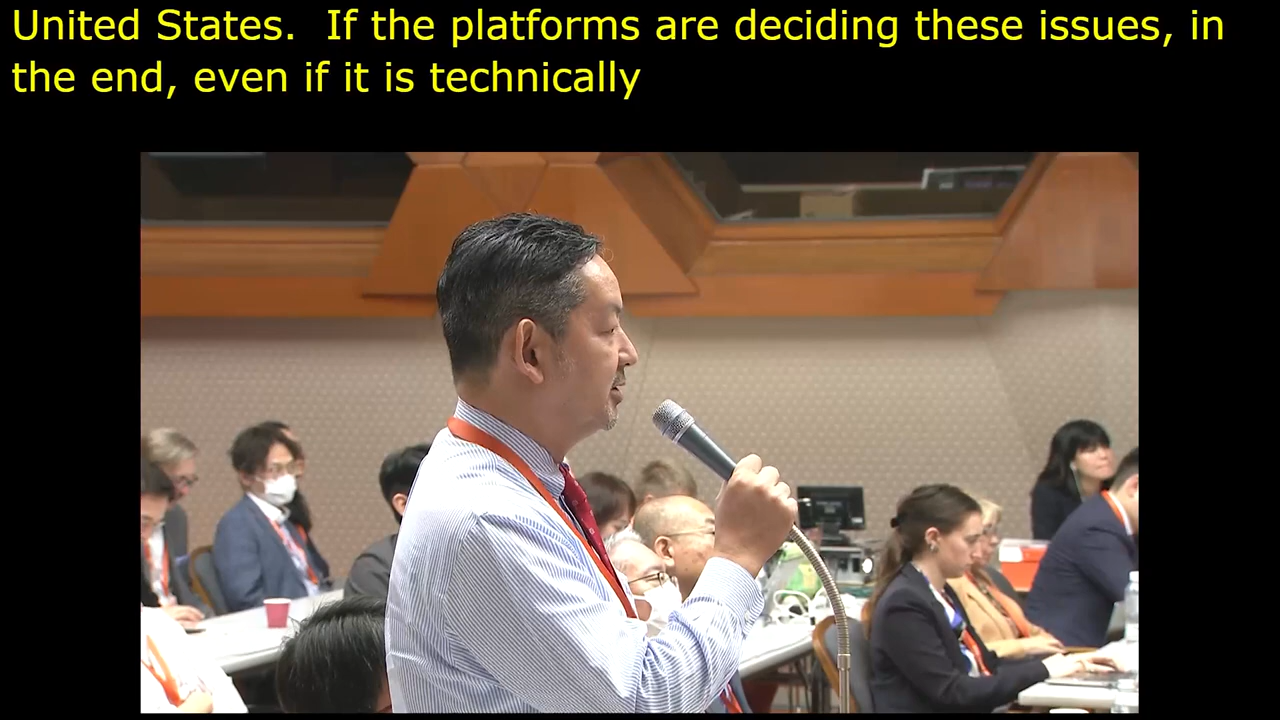 United States.  If the platforms are deciding these issues, in
the end, even if it is technically